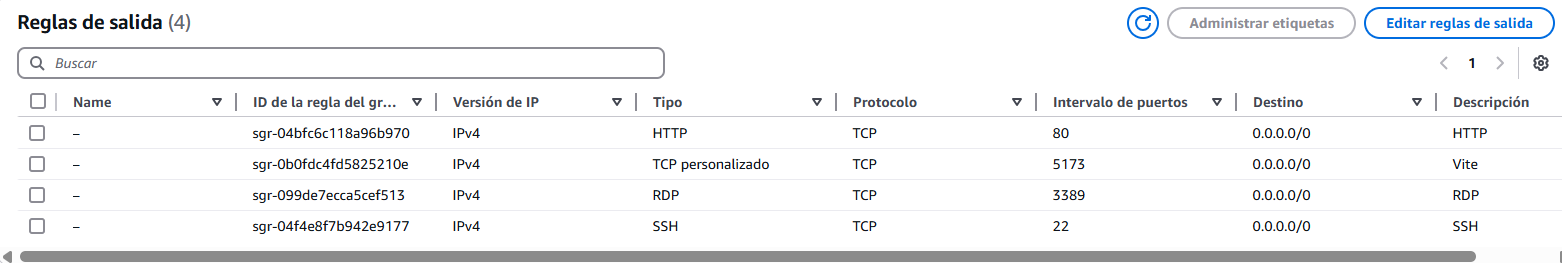 Reglas de salida (4)
Administrar etiquetas
Editar reglas de salida
Buscar
1
Name ID de la regla del gr... Versión de IP Tipo Protocolo Intervalo de puertos Destino Descripción
– sgr-04bfc6c118a96b970 IPv4 HTTP TCP 80 0.0.0.0/0 HTTP
– sgr-0b0fdc4fd5825210e IPv4 TCP personalizado TCP 5173 0.0.0.0/0 Vite
– sgr-099de7ecca5cef513 IPv4 RDP TCP 3389 0.0.0.0/0 RDP
– sgr-04f4e8f7b942e9177 IPv4 SSH TCP 22 0.0.0.0/0 SSH